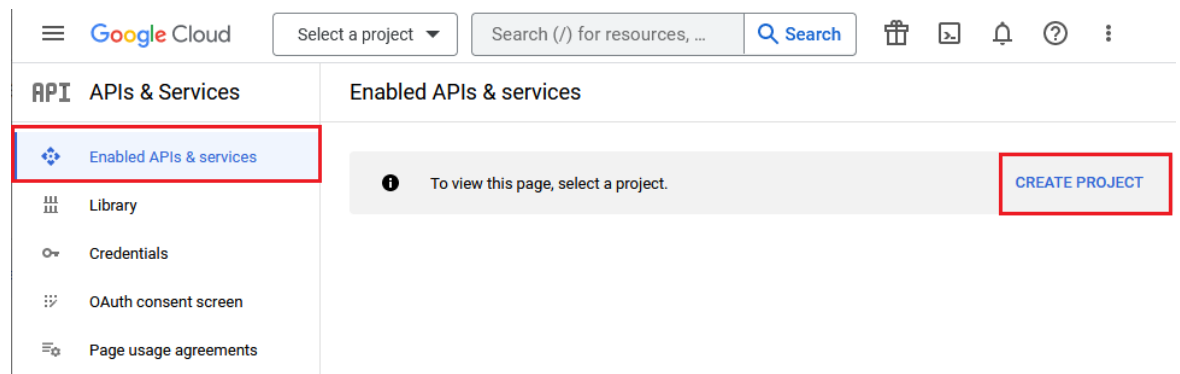 Google Cloud Select a project Search (/) for resources, ... Search
API APIs & Services
Enabled APIs & services
Enabled APIs & services
To view this page, select a project. CREATE PROJECT
Library
Credentials
OAuth consent screen
Page usage agreements